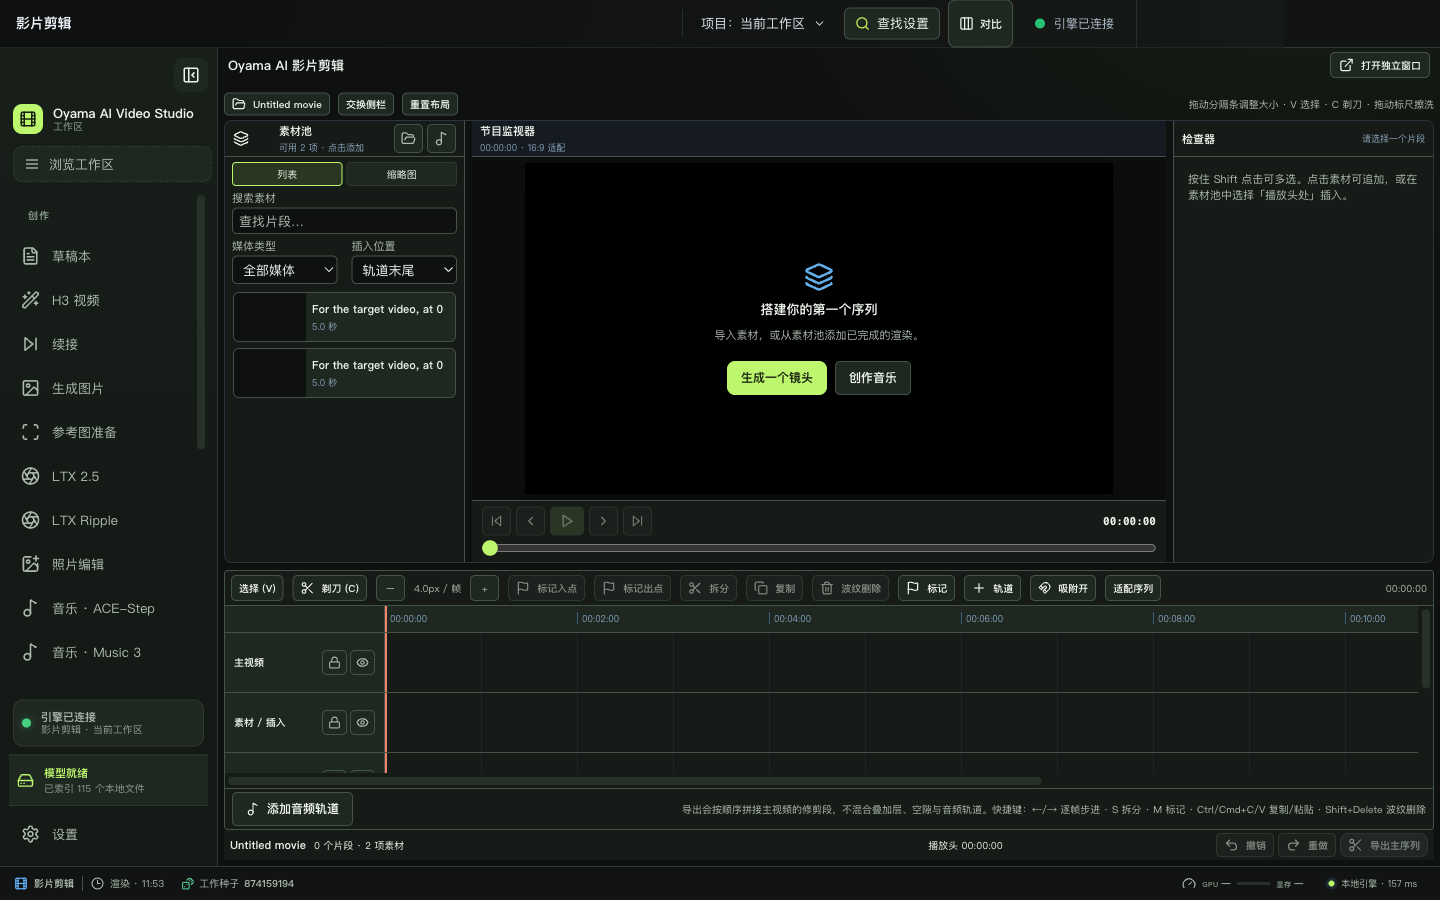 影片剪辑
项目：当前工作区
查找设置
对比
引擎已连接
Oyama AI Video Studio
工作区
浏览工作区
创作
草稿本
H3 视频
续接
生成图片
参考图准备
LTX 2.5
LTX Ripple
照片编辑
音乐 · ACE-Step
音乐 · Music 3
引擎已连接
影片剪辑 · 当前工作区
模型就绪
已索引 115 个本地文件
设置
Oyama AI 影片剪辑
打开独立窗口
Untitled movie
交换侧栏
重置布局
拖动分隔条调整大小 · V 选择 · C 剃刀 · 拖动标尺擦洗
素材池
可用 2 项 · 点击添加
列表
缩略图
搜索素材
查找片段…
媒体类型
插入位置
全部媒体
轨道末尾
For the target video, at 0
5.0 秒
For the target video, at 0
5.0 秒
节目监视器
00:00:00 · 16:9 适配
搭建你的第一个序列
导入素材，或从素材池添加已完成的渲染。
生成一个镜头
创作音乐
00:00:00
检查器
请选择一个片段
按住 Shift 点击可多选。点击素材可追加，或在
素材池中选择「播放头处」插入。
选择 (V)
剃刀 (C)
4.0px / 帧
标记入点
标记出点
拆分
复制
波纹删除
标记
轨道
吸附开
适配序列
00:00:00
00:00:00
00:02:00
00:04:00
00:06:00
00:08:00
00:10:00
主视频
素材 / 插入
添加音频轨道
导出会按顺序拼接主视频的修剪段，不混合叠加层、空隙与音频轨道。快捷键：←/→ 逐帧步进 · S 拆分 · M 标记 · Ctrl/Cmd+C/V 复制/粘贴 · Shift+Delete 波纹删除
Untitled movie 0 个片段 · 2 项素材
播放头 00:00:00
撤销
重做
导出主序列
影片剪辑
渲染 · 11:53
工作种子 874159194
GPU —
显存 —
本地引擎 · 157 ms